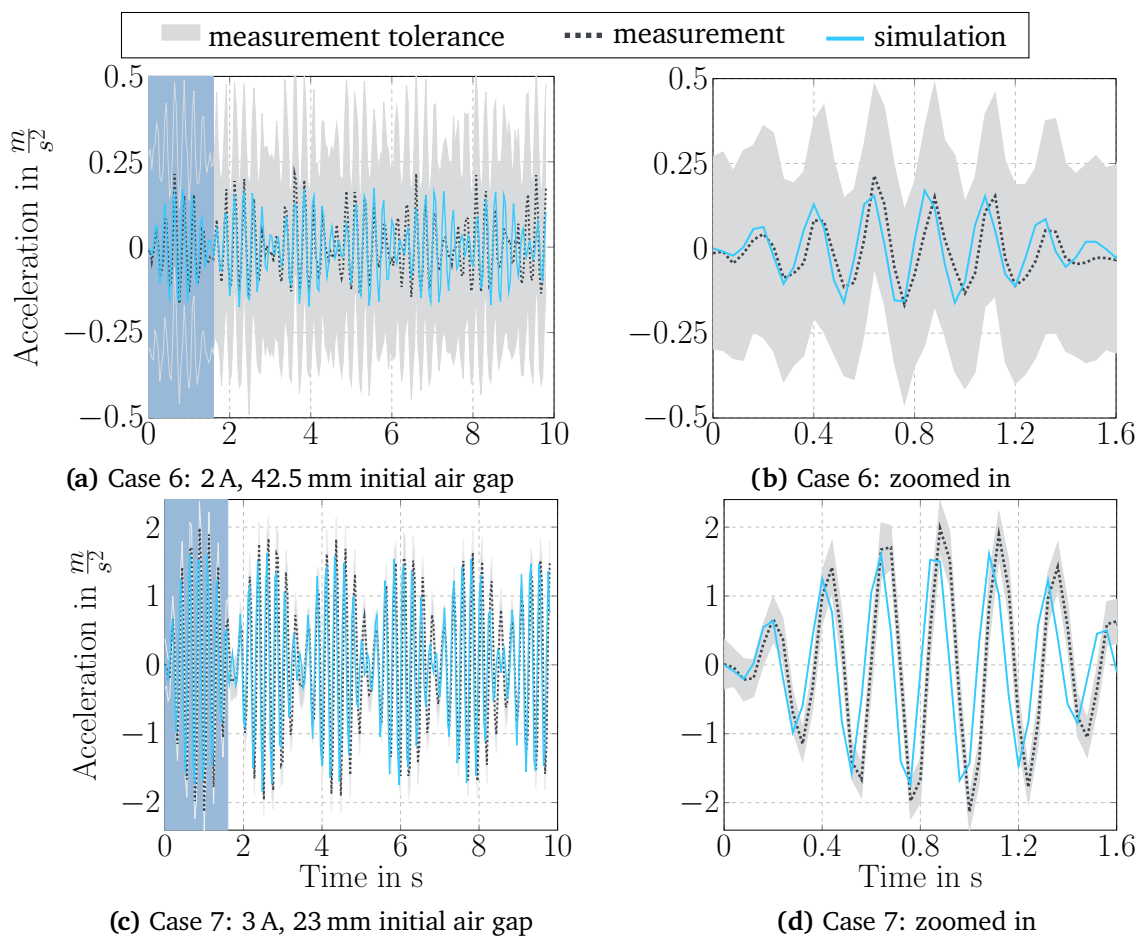 measurement tolerance measurement simulation
0.5 0.5
0.25 0.25
0 0
−0.25 −0.25
−0.5 −0.5
Acceleration in m/s²
0 2 4 6 8 10 0 0.4 0.8 1.2 1.6
(a) Case 6: 2 A, 42.5 mm initial air gap (b) Case 6: zoomed in
2 2
1 1
0 0
−1 −1
−2 −2
Acceleration in m/s²
0 2 4 6 8 10 0 0.4 0.8 1.2 1.6
Time in s Time in s
(c) Case 7: 3 A, 23 mm initial air gap (d) Case 7: zoomed in